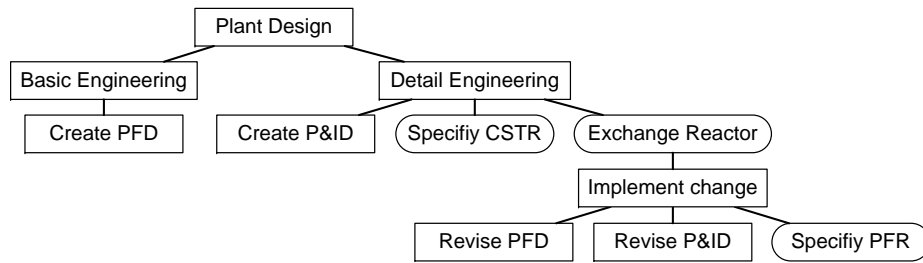 Plant Design
Basic Engineering
Detail Engineering
Create PFD
Create P&ID
Specifiy CSTR
Exchange Reactor
Implement change
Revise PFD
Revise P&ID
Specifiy PFR